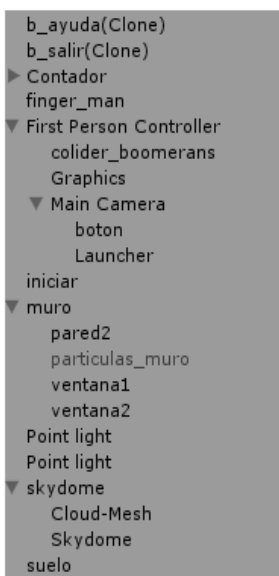 b_ayuda(Clone)
b_salir(Clone)
Contador
finger_man
First Person Controller
colider_boomerans
Graphics
Main Camera
boton
Launcher
iniciar
muro
pared2
particulas_muro
ventana1
ventana2
Point light
Point light
skydome
Cloud-Mesh
Skydome
suelo